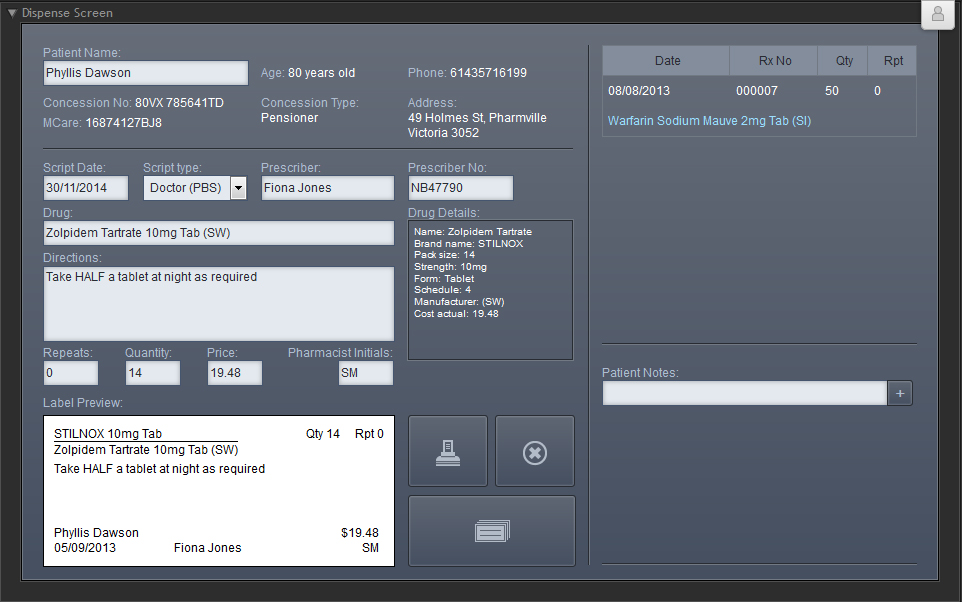 Dispense Screen
Patient Name:
Phyllis Dawson
Age: 80 years old
Phone: 61435716199
Concession No: 80VX 785641TD
Concession Type:
Address:
MCare: 16874127BJ8
Pensioner
49 Holmes St, Pharmville
Victoria 3052
Script Date:
Script type:
Prescriber:
Prescriber No:
30/11/2014
Doctor (PBS)
Fiona Jones
NB47790
Drug:
Zolpidem Tartrate 10mg Tab (SW)
Directions:
Take HALF a tablet at night as required
Drug Details:
Name: Zolpidem Tartrate
Brand name: STILNOX
Pack size: 14
Strength: 10mg
Form: Tablet
Schedule: 4
Manufacturer: (SW)
Cost actual: 19.48
Repeats:
Quantity:
Price:
Pharmacist Initials:
0
14
19.48
SM
Label Preview:
STILNOX 10mg Tab
Qty 14
Rpt 0
Zolpidem Tartrate 10mg Tab (SW)
Take HALF a tablet at night as required
Phyllis Dawson
$19.48
05/09/2013
Fiona Jones
SM
Date
Rx No
Qty
Rpt
08/08/2013
000007
50
0
Warfarin Sodium Mauve 2mg Tab (SI)
Patient Notes:
+